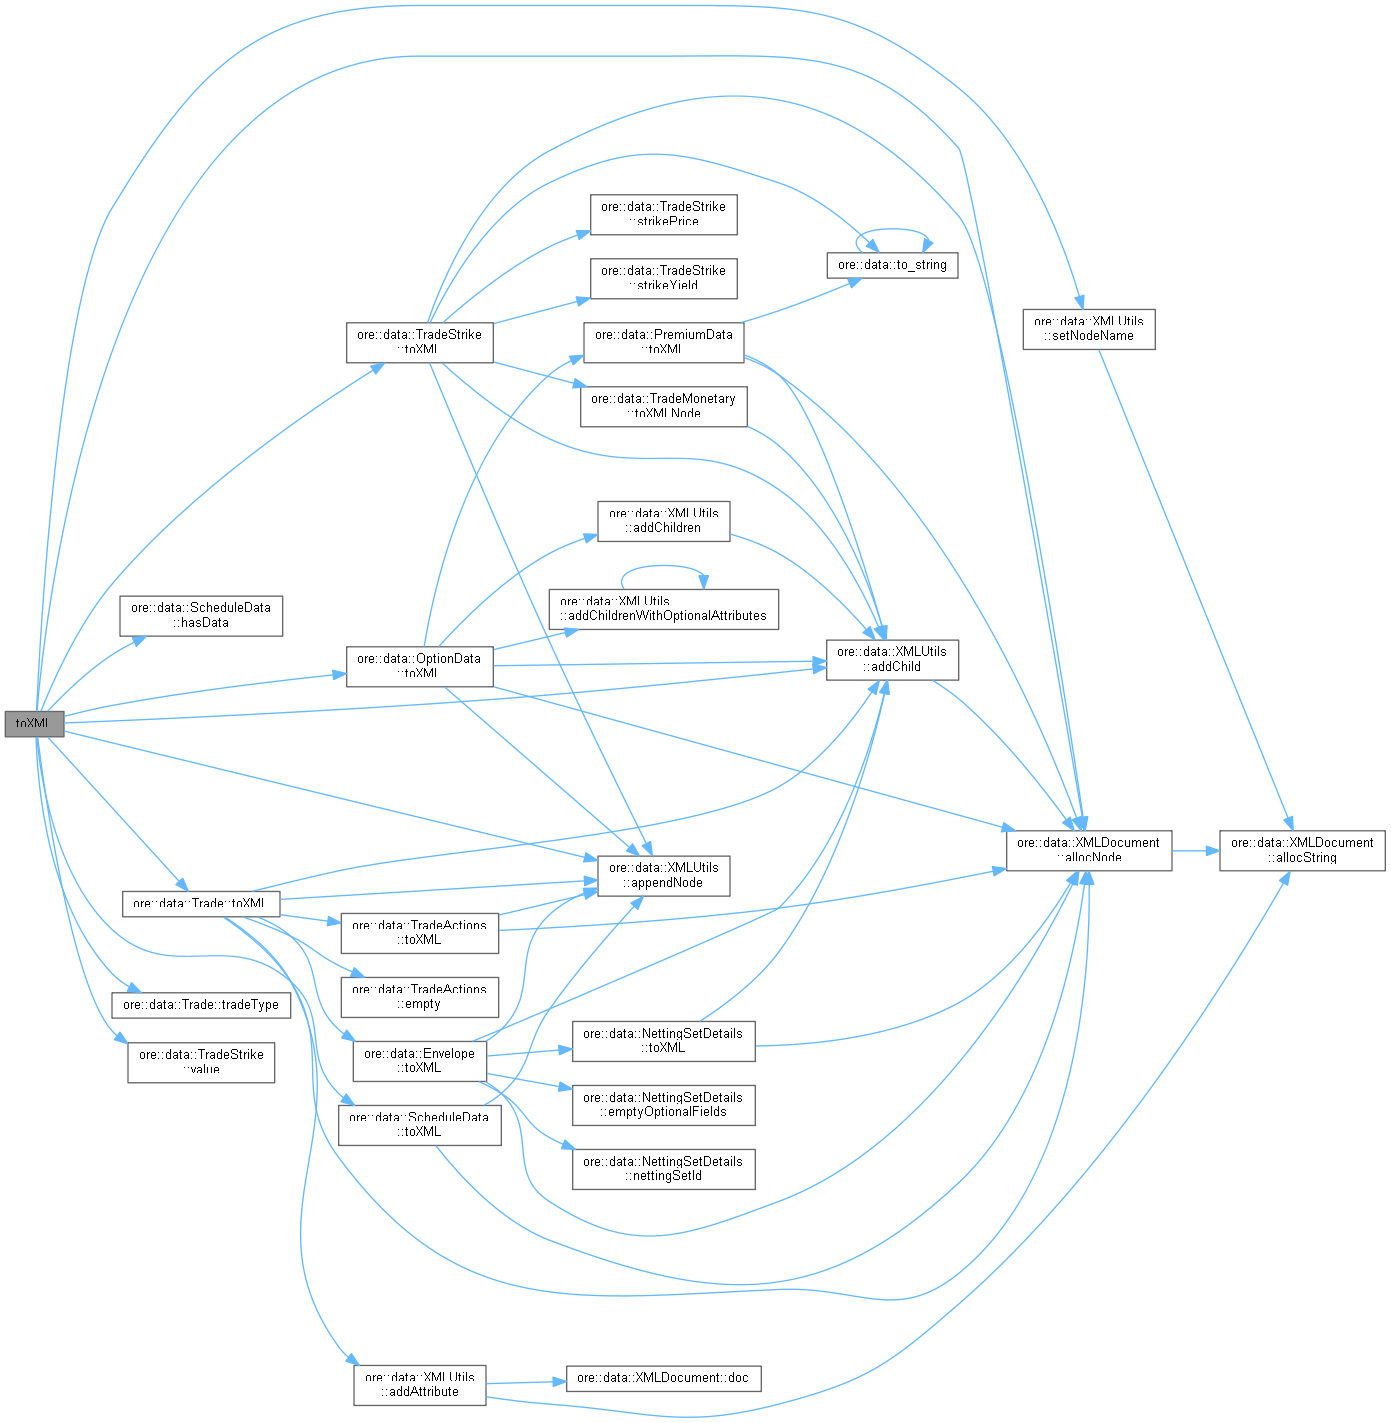 toXML
ore::data::ScheduleData
::hasData
ore::data::Trade::toXML
ore::data::Trade::tradeType
ore::data::TradeStrike
::value
ore::data::TradeStrike
::toXML
ore::data::OptionData
::toXML
ore::data::TradeActions
::toXML
ore::data::TradeActions
::empty
ore::data::Envelope
::toXML
ore::data::ScheduleData
::toXML
ore::data::XMLUtils
::addAttribute
ore::data::TradeStrike
::strikePrice
ore::data::TradeStrike
::strikeYield
ore::data::PremiumData
::toXML
ore::data::TradeMonetary
::toXMLNode
ore::data::XMLUtils
::addChildren
ore::data::XMLUtils
::addChildrenWithOptionalAttributes
ore::data::XMLUtils
::appendNode
ore::data::NettingSetDetails
::toXML
ore::data::NettingSetDetails
::emptyOptionalFields
ore::data::NettingSetDetails
::nettingSetId
ore::data::XMLDocument::doc
ore::data::to_string
ore::data::XMLUtils
::addChild
ore::data::XMLUtils
::setNodeName
ore::data::XMLDocument
::allocNode
ore::data::XMLDocument
::allocString